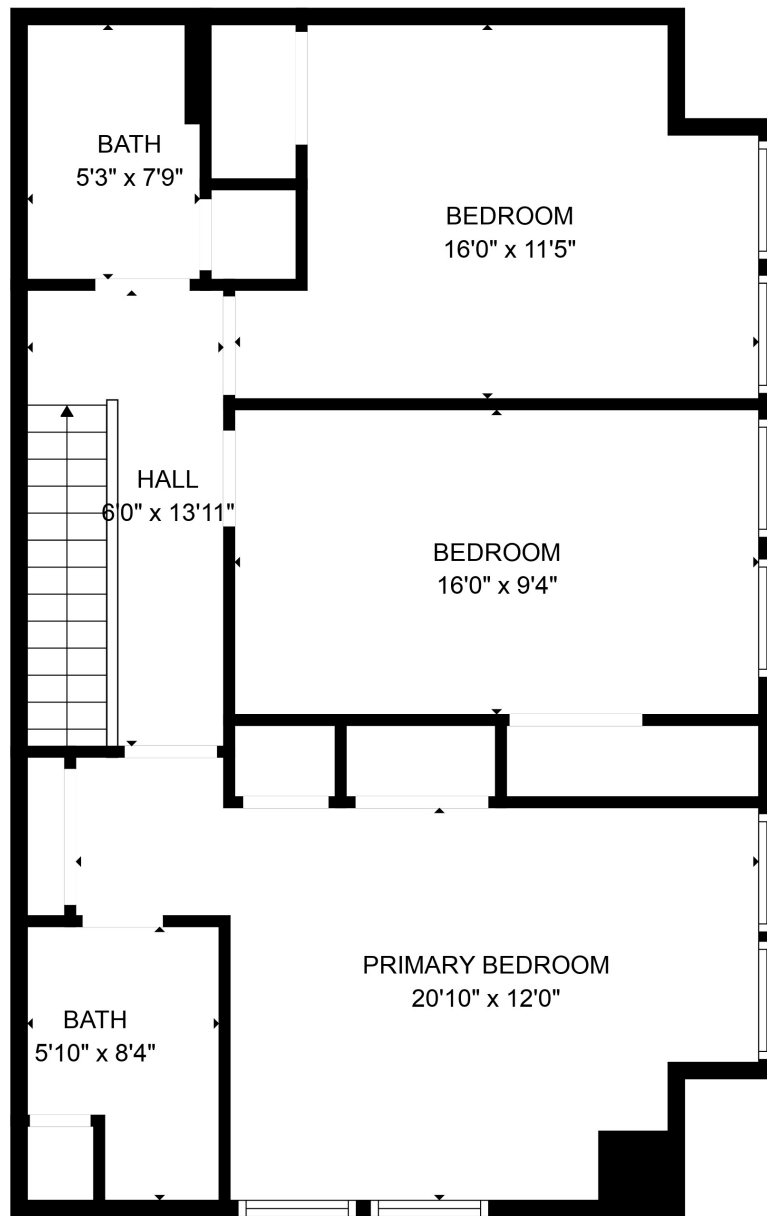 BATH
5'3" x 7'9"
BEDROOM
16'0" x 11'5"
HALL
6'0" x 13'11"
BEDROOM
16'0" x 9'4"
PRIMARY BEDROOM
20'10" x 12'0"
BATH
5'10" x 8'4"